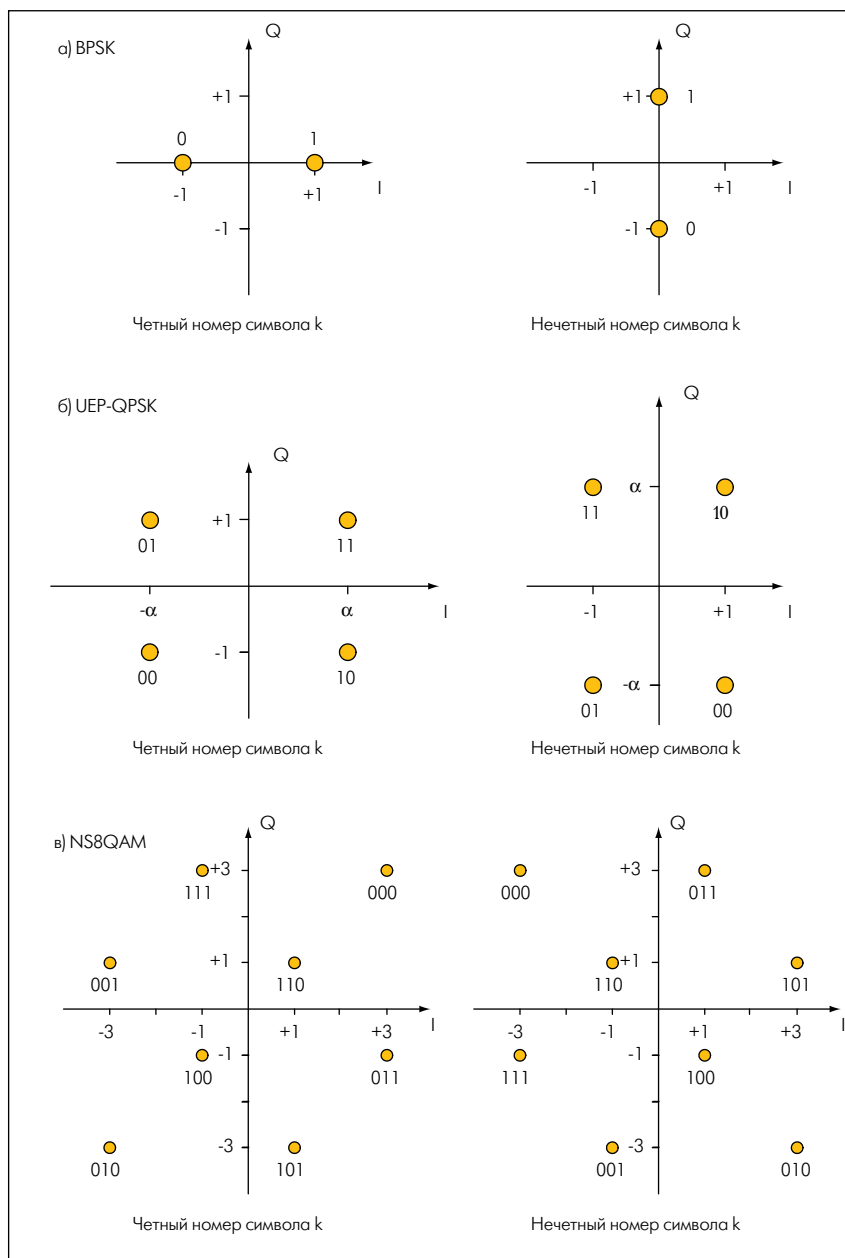 а) BPSK
Q
Q
+1
+1
1
0
1
-1
+1
I
-1
+1
I
-1
-1
0
Четный номер символа k
Нечетный номер символа k
б) UEP-QPSK
Q
Q
+1
01
11
α
11
10
-α
α
I
-1
+1
I
-1
00
10
-α
01
00
Четный номер символа k
Нечетный номер символа k
в) NS8QAM
Q
Q
+3
111
000
+3
000
011
+1
001
110
+1
110
101
-3
-1
+1
+3
I
-3
-1
+1
+3
I
-1
100
011
-1
111
100
-3
010
101
-3
001
010
Четный номер символа k
Нечетный номер символа k